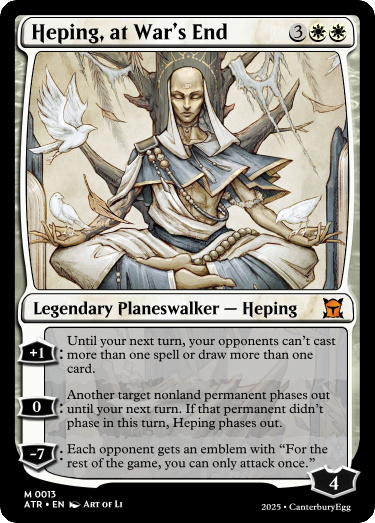 Heping, at War's End 3
Legendary Planeswalker — Heping
+1: Until your next turn, your opponents can't cast
more than one spell or draw more than one
card.
0: Another target nonland permanent phases out
until your next turn. If that permanent didn't
phase in this turn, Heping phases out.
-7: Each opponent gets an emblem with “For the
rest of the game, you can only attack once.”
4
M 0013
ATR • EN Art of Li
2025 • CanterburyEgg